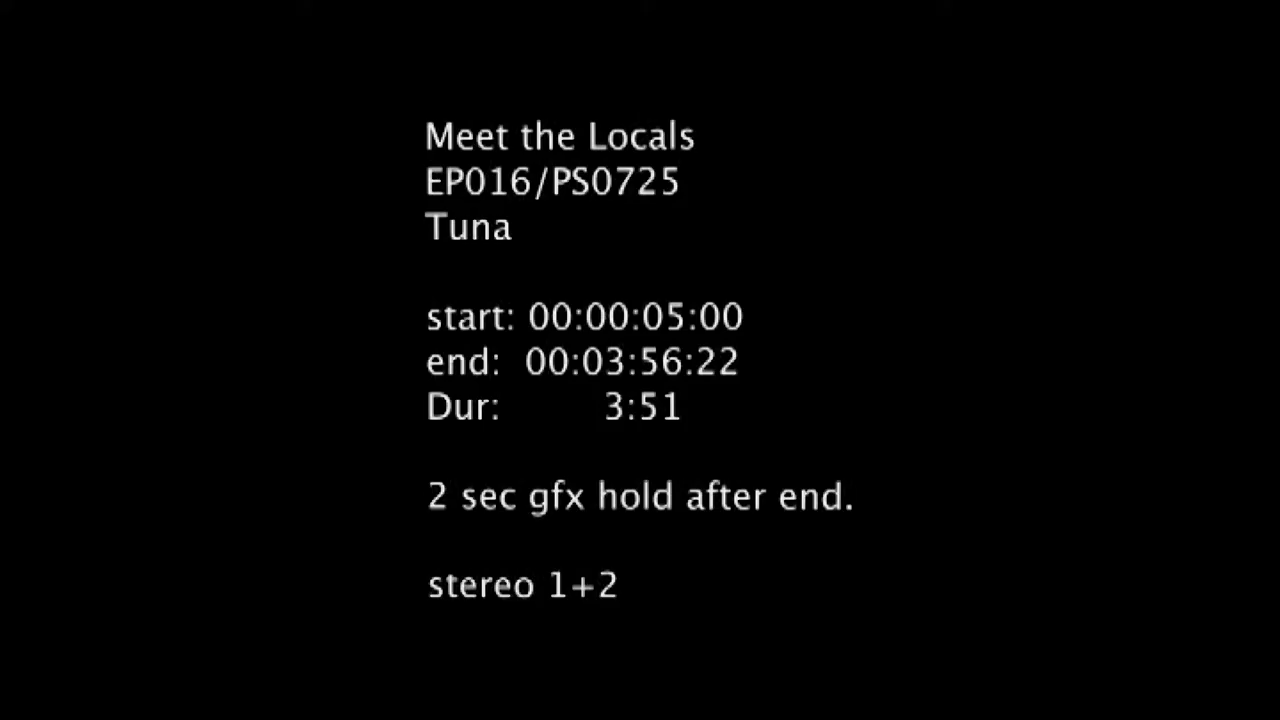 Meet the Locals
EP016/PS0725
Tuna
start: 00:00:05:00
end: 00:03:56:22
Dur: 3:51
2 sec gfx hold after end.
stereo 1+2